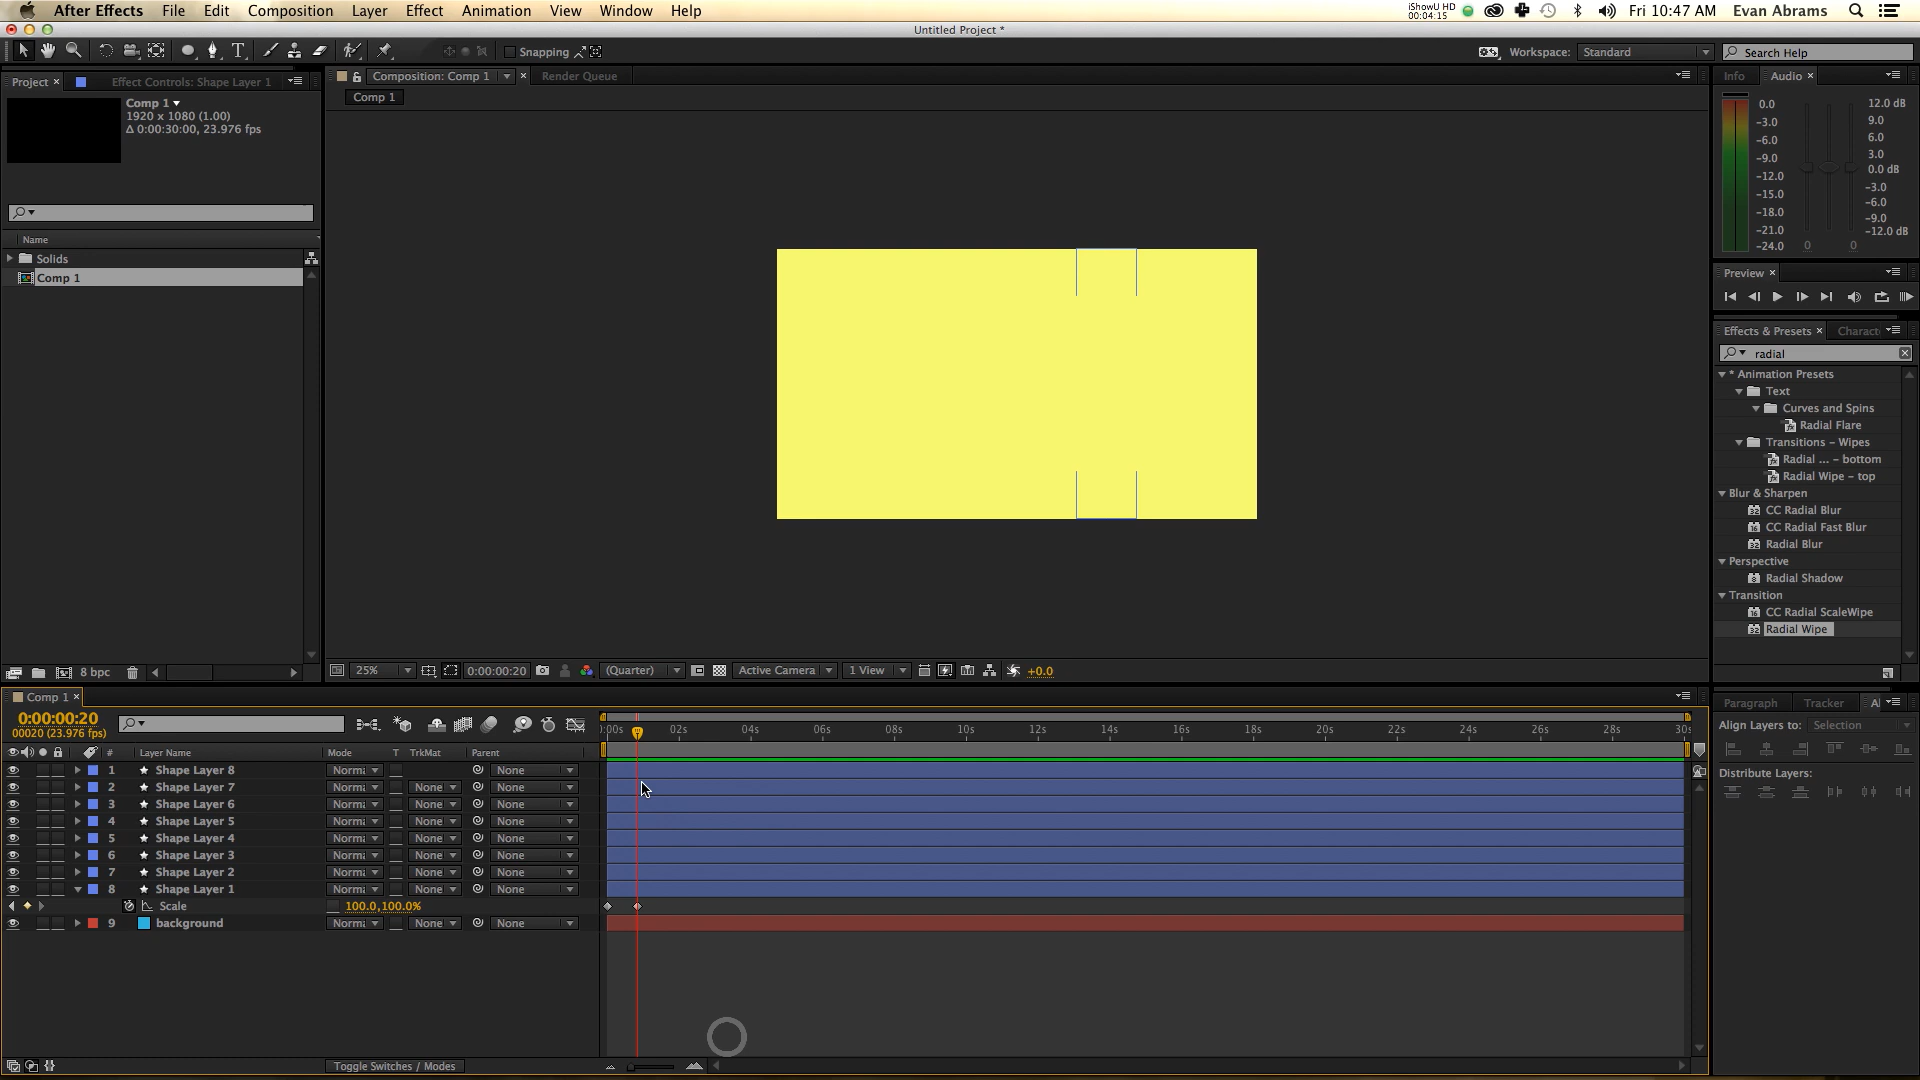 After Effects File Edit Composition Layer Effect Animation View Window Help iShowU HD 00:04:15 Fri 10:47 AM Evan Abrams
Untitled Project *
Snapping Workspace: Standard Search Help
Project × Effect Controls: Shape Layer 1 Composition: Comp 1 × Render Queue Info Audio ×
Comp 1
Comp 1
1920 x 1080 (1.00)
Δ 0:00:30:00, 23.976 fps
0.0 12.0 dB
-3.0 9.0
-6.0 6.0
-9.0 3.0
-12.0 0.0 dB
-15.0 -3.0
-18.0 -6.0
-21.0 -9.0
-24.0 0 0 -12.0 dB
Name
Solids
Comp 1
Preview ×
Effects & Presets × Charact
radial
* Animation Presets
Text
Curves and Spins
Radial Flare
Transitions – Wipes
Radial ... – bottom
Radial Wipe – top
Blur & Sharpen
CC Radial Blur
CC Radial Fast Blur
Radial Blur
Perspective
Radial Shadow
Transition
CC Radial ScaleWipe
Radial Wipe
8 bpc 25% 0:00:00:20 (Quarter) Active Camera 1 View +0.0
Comp 1 ×
0:00:00:20
00020 (23.976 fps)
:00s 02s 04s 06s 08s 10s 12s 14s 16s 18s 20s 22s 24s 26s 28s 30s
# Layer Name Mode T TrkMat Parent
1 Shape Layer 8 Norma None
2 Shape Layer 7 Norma None None
3 Shape Layer 6 Norma None None
4 Shape Layer 5 Norma None None
5 Shape Layer 4 Norma None None
6 Shape Layer 3 Norma None None
7 Shape Layer 2 Norma None None
8 Shape Layer 1 Norma None None
Scale 100.0,100.0%
9 background Norma None None
Toggle Switches / Modes
Paragraph Tracker Al
Align Layers to: Selection
Distribute Layers: